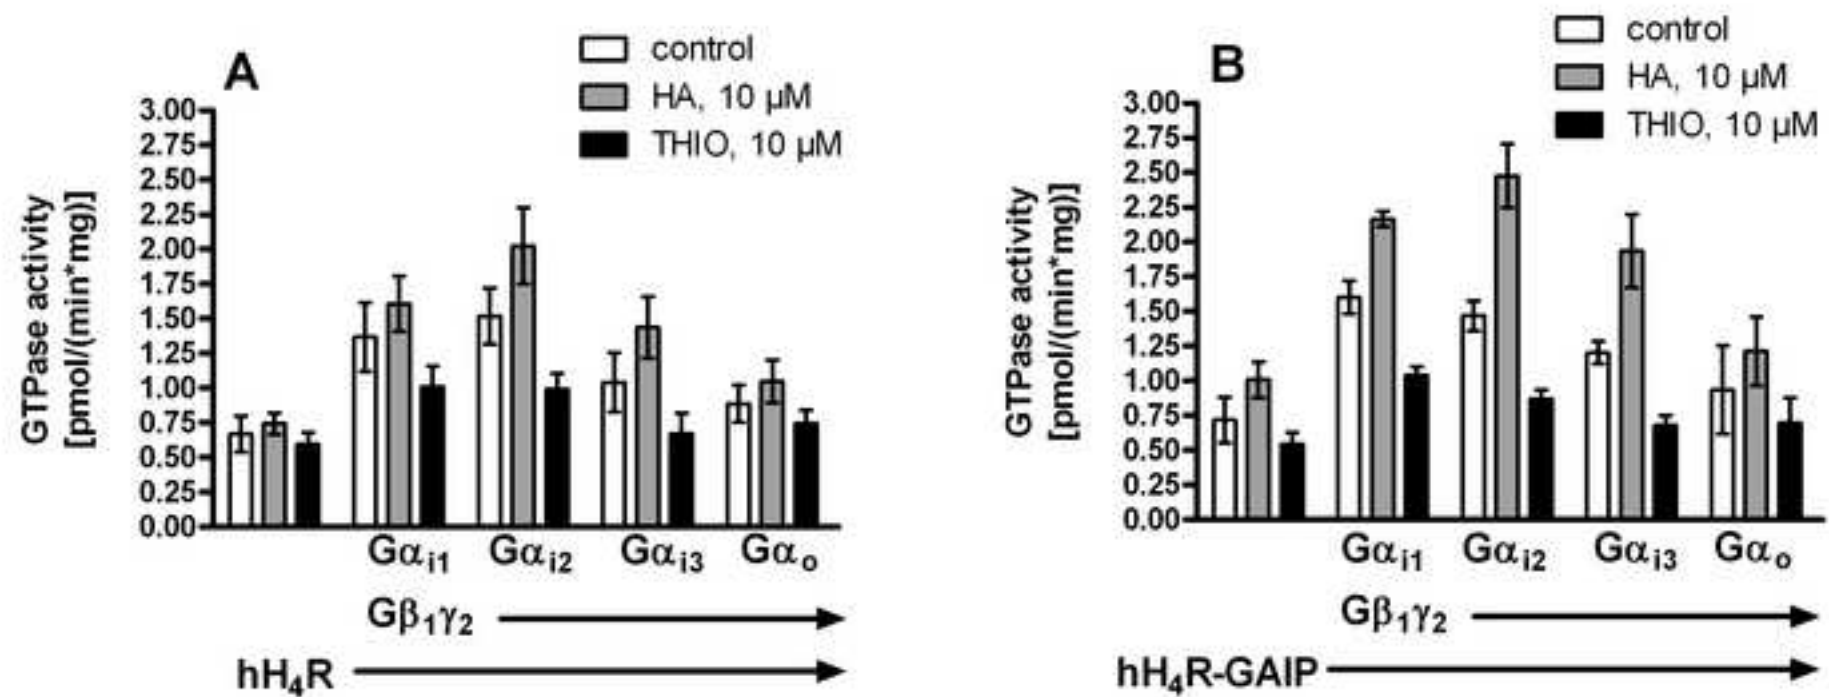 A
control
HA, 10 µM
THIO, 10 µM
GTPase activity
[pmol/(min*mg)]
3.00
2.75
2.50
2.25
2.00
1.75
1.50
1.25
1.00
0.75
0.50
0.25
0.00
Gαi1 Gαi2 Gαi3 Gαo
Gβ1γ2
hH4R
B
control
HA, 10 µM
THIO, 10 µM
GTPase activity
[pmol/(min*mg)]
3.00
2.75
2.50
2.25
2.00
1.75
1.50
1.25
1.00
0.75
0.50
0.25
0.00
Gαi1 Gαi2 Gαi3 Gαo
Gβ1γ2
hH4R-GAIP